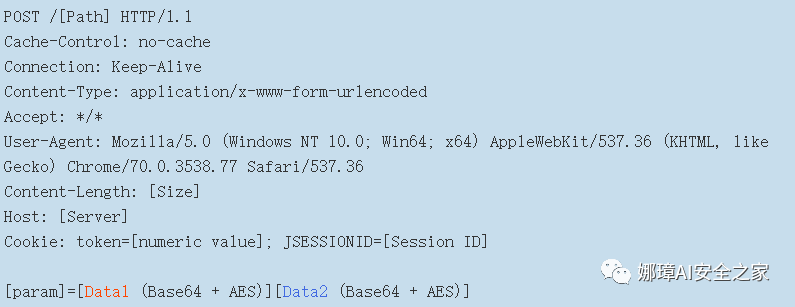 POST /[Path] HTTP/1.1
Cache-Control: no-cache
Connection: Keep-Alive
Content-Type: application/x-www-form-urlencoded
Accept: */*
User-Agent: Mozilla/5.0 (Windows NT 10.0; Win64; x64) AppleWebKit/537.36 (KHTML, like
Gecko) Chrome/70.0.3538.77 Safari/537.36
Content-Length: [Size]
Host: [Server]
Cookie: token=[numeric value]; JSESSIONID=[Session ID]
娜璋AI安全之家
[param]=[Data1 (Base64 + AES)][Data2 (Base64 + AES)]